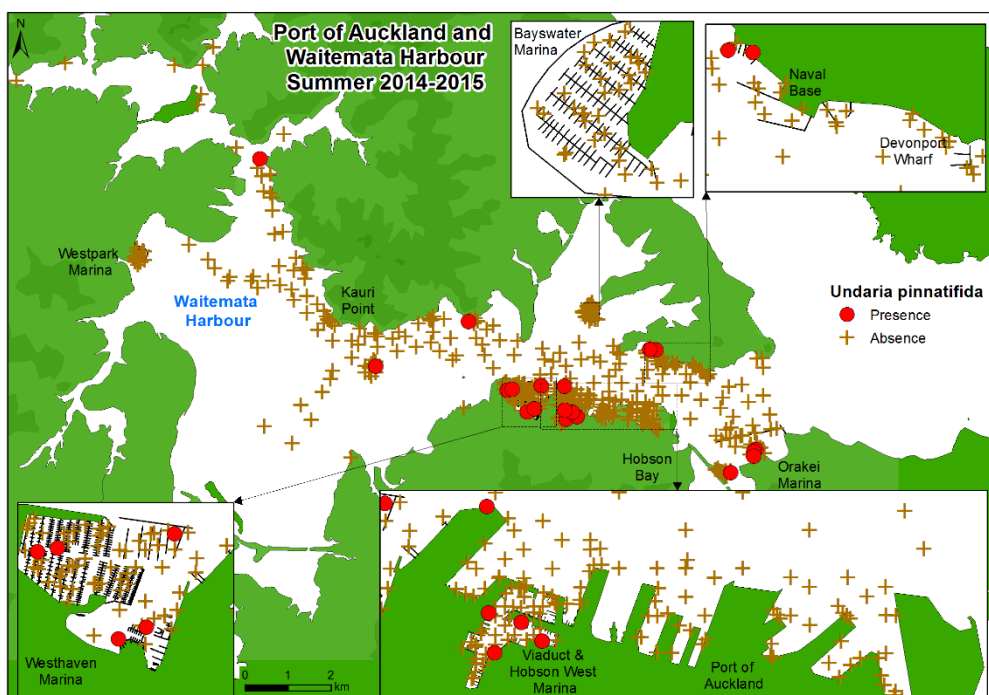 N
Port of Auckland and
Waitemata Harbour
Summer 2014-2015
Bayswater
Marina
Naval
Base
Devonport
Wharf
Westpark
Marina
Waitemata
Harbour
Kauri
Point
Undaria pinnatifida
Presence
Absence
Hobson
Bay
Orakei
Marina
Westhaven
Marina
0 1 2
km
Viaduct &
Hobson West
Marina
Port of
Auckland